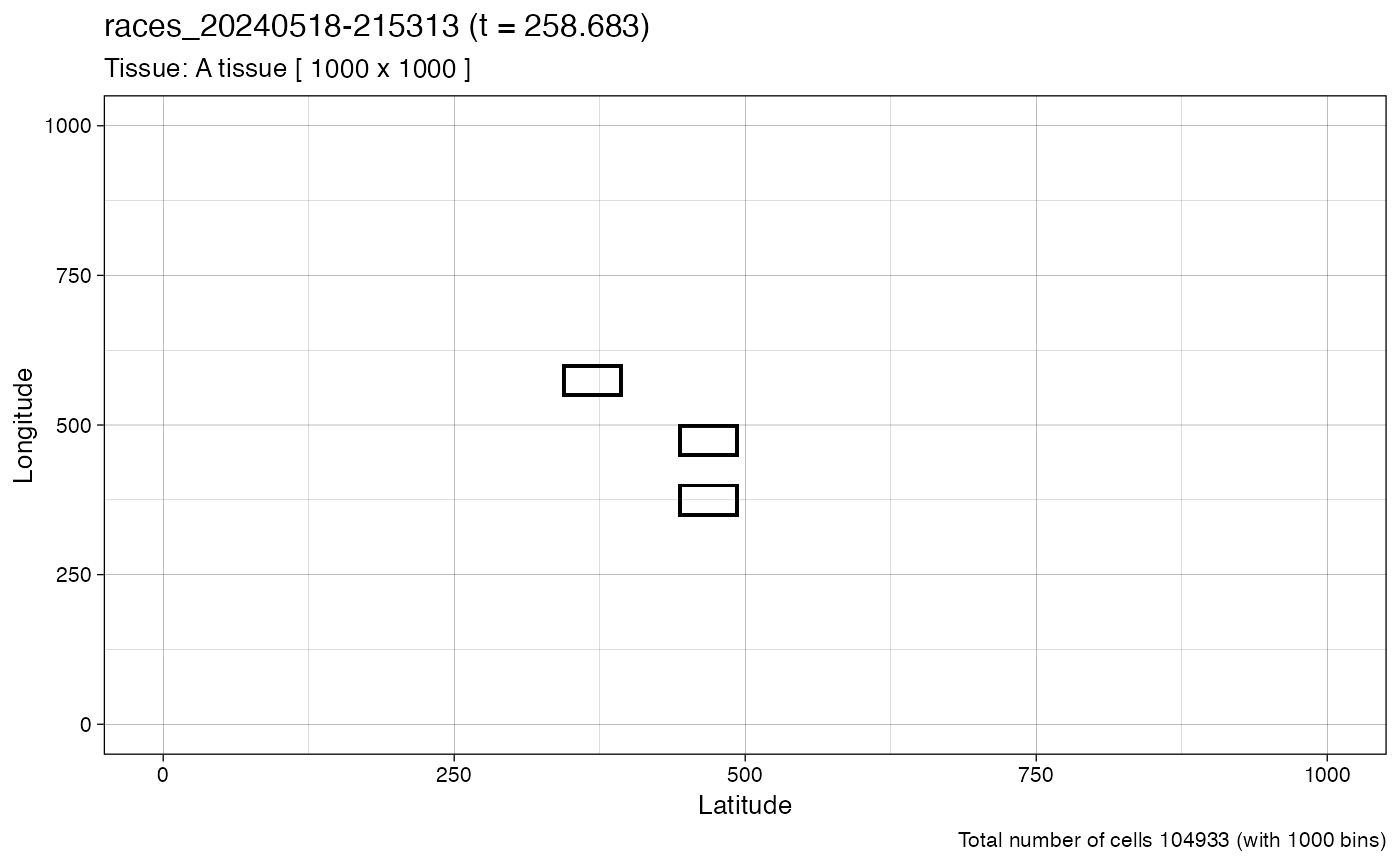 races_20240518-215313 (t = 258.683)
Tissue: A tissue [ 1000 x 1000 ]
1000
750
500
250
0
Longitude
0 250 500 750 1000
Latitude
Total number of cells 104933 (with 1000 bins)